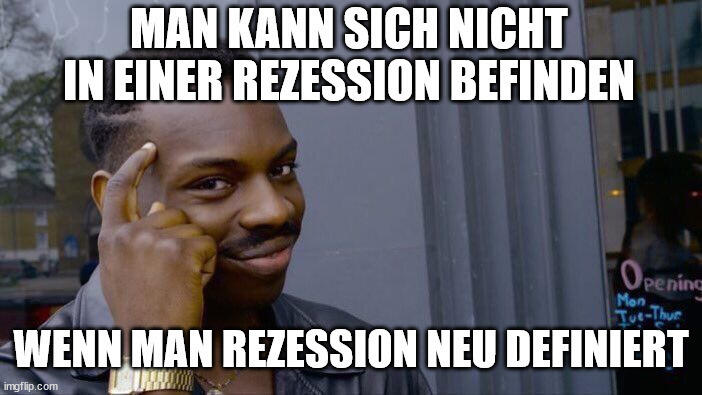 MAN KANN SICH NICHT
IN EINER REZESSION BEFINDEN
Opening
Mon
Tue-Thur
WENN MAN REZESSION NEU DEFINIERT
imgflip.com